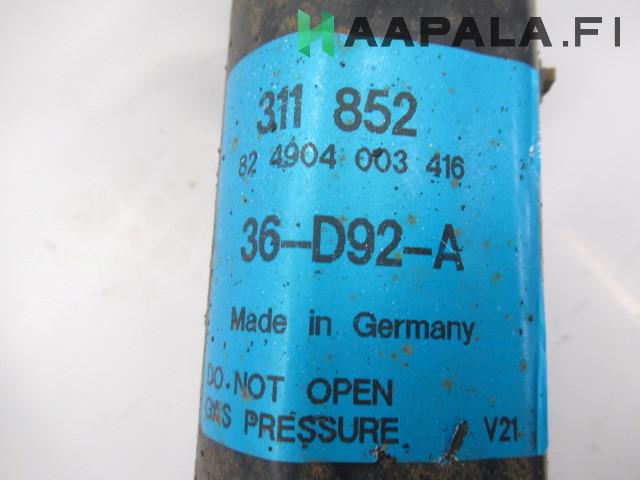 HAAPALA.FI
311 852
82 4904 003 416
36-D92-A
Made in Germany
DO NOT OPEN
GAS PRESSURE V21